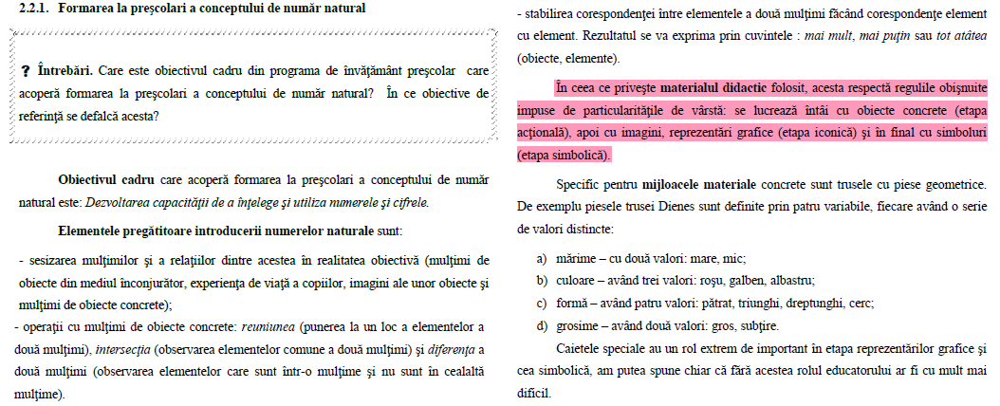 2.2.1. Formarea la preşcolari a conceptului de număr natural
? Întrebări. Care este obiectivul cadru din programa de învăţământ preşcolar care
acoperă formarea la preşcolari a conceptului de număr natural? În ce obiective de
referinţă se defalcă acesta?
Obiectivul cadru care acoperă formarea la preşcolari a conceptului de număr
natural este: Dezvoltarea capacităţii de a înţelege şi utiliza numerele şi cifrele.
Elementele pregătitoare introducerii numerelor naturale sunt:
- sesizarea mulţimilor şi a relaţiilor dintre acestea în realitatea obiectivă (mulţimi de
obiecte din mediul înconjurător, experienţa de viaţă a copiilor, imagini ale unor obiecte şi
mulţimi de obiecte concrete);
- operaţii cu mulţimi de obiecte concrete: reuniunea (punerea la un loc a elementelor a
două mulţimi), intersecţia (observarea elementelor comune a două mulţimi) şi diferenţa a
două mulţimi (observarea elementelor care sunt într-o mulţime şi nu sunt în cealaltă
mulţime).
- stabilirea corespondenţei între elementele a două mulţimi făcând corespondenţe element
cu element. Rezultatul se va exprima prin cuvintele : mai mult, mai puţin sau tot atâtea
(obiecte, elemente).
În ceea ce priveşte materialul didactic folosit, acesta respectă regulile obişnuite
impuse de particularităţile de vârstă: se lucrează întâi cu obiecte concrete (etapa
acţională), apoi cu imagini, reprezentări grafice (etapa iconică) şi în final cu simboluri
(etapa simbolică).
Specific pentru mijloacele materiale concrete sunt trusele cu piese geometrice.
De exemplu piesele trusei Dienes sunt definite prin patru variabile, fiecare având o serie
de valori distincte:
a) mărime – cu două valori: mare, mic;
b) culoare – având trei valori: roşu, galben, albastru;
c) formă – având patru valori: pătrat, triunghi, dreptunghi, cerc;
d) grosime – având două valori: gros, subţire.
Caietele speciale au un rol extrem de important în etapa reprezentărilor grafice şi
cea simbolică, am putea spune chiar că fără acestea rolul educatorului ar fi cu mult mai
dificil.